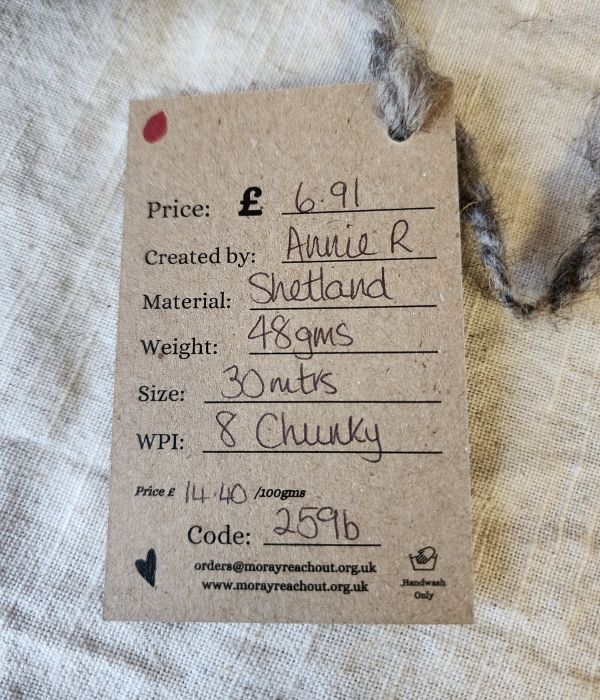 Price: £ 6.91
Created by: Annie R
Material: Shetland
Weight: 48gms
Size: 30mtrs
WPI: 8 Chunky
Price £ 14.40 /100gms
Code: 259b
orders@morayreachout.org.uk
www.morayreachout.org.uk
Handwash
Only